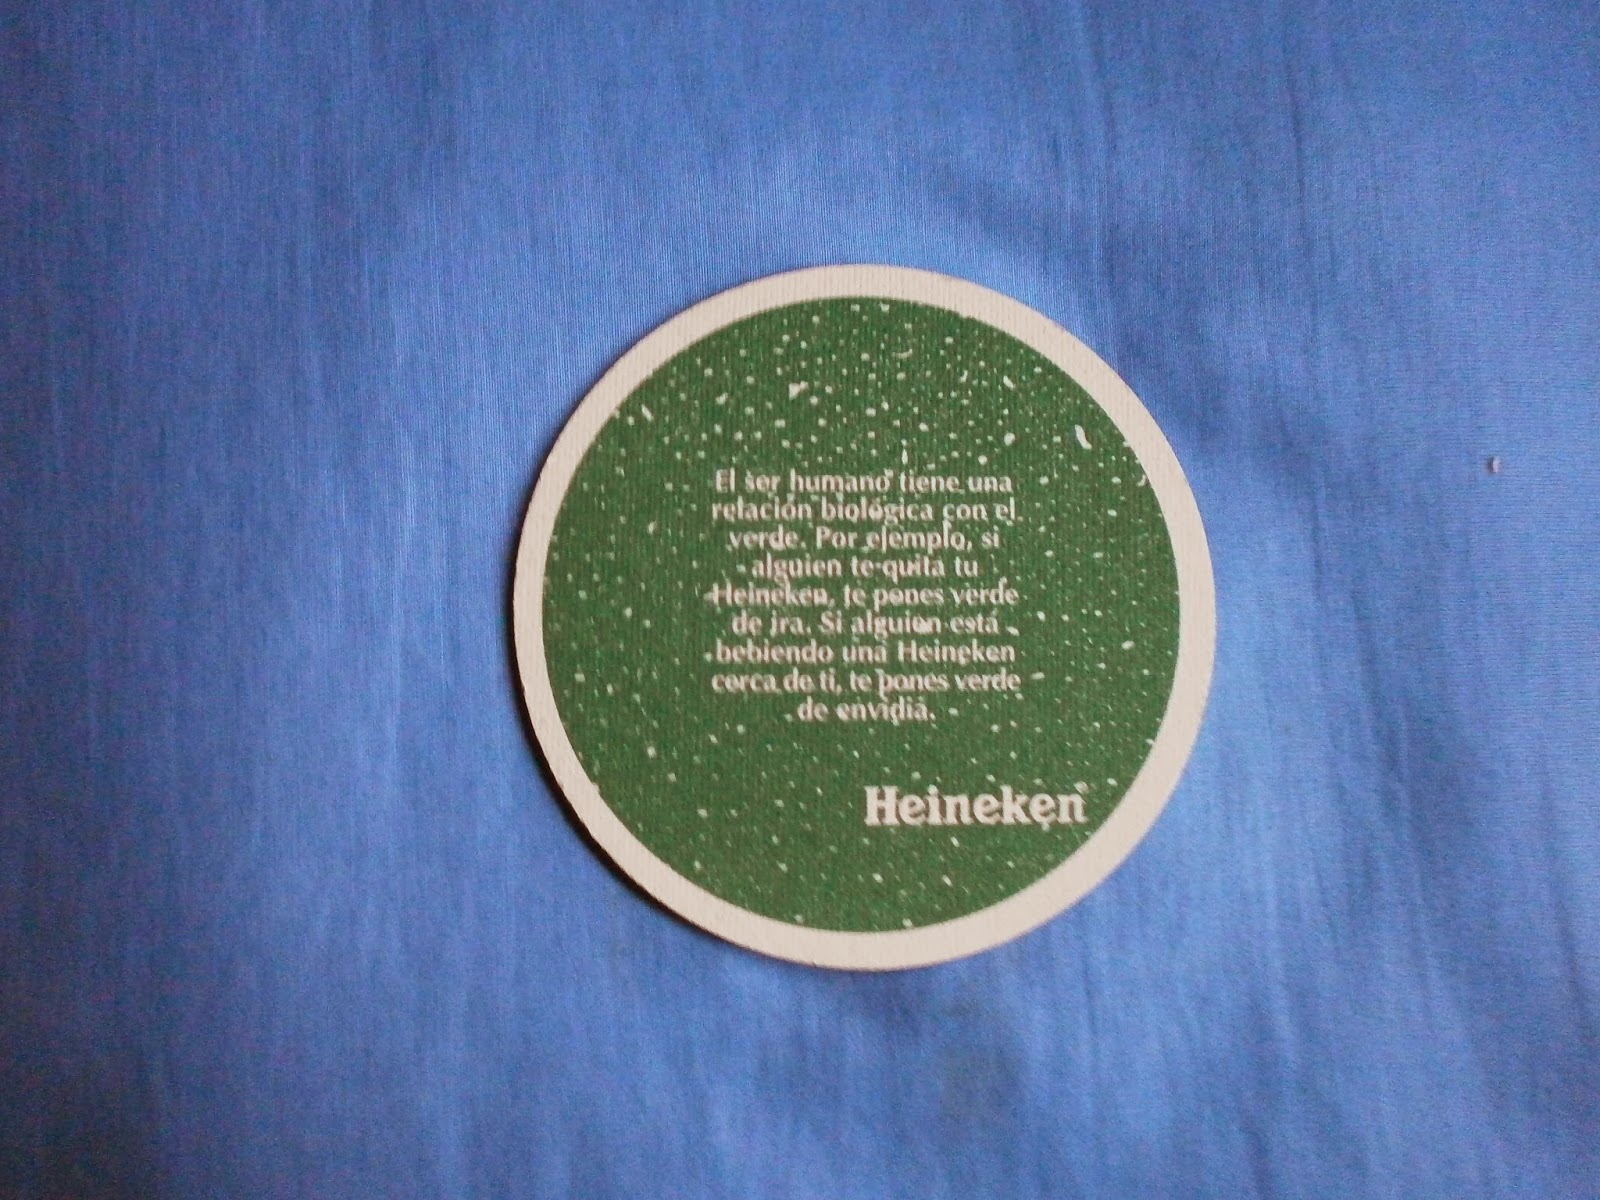 El ser humano tiene una
relación biológica con el
verde. Por ejemplo, si
alguien te quita tu
Heineken, te pones verde
de ira. Si alguien está
bebiendo una Heineken
cerca de ti, te pones verde
de envidia.
Heineken